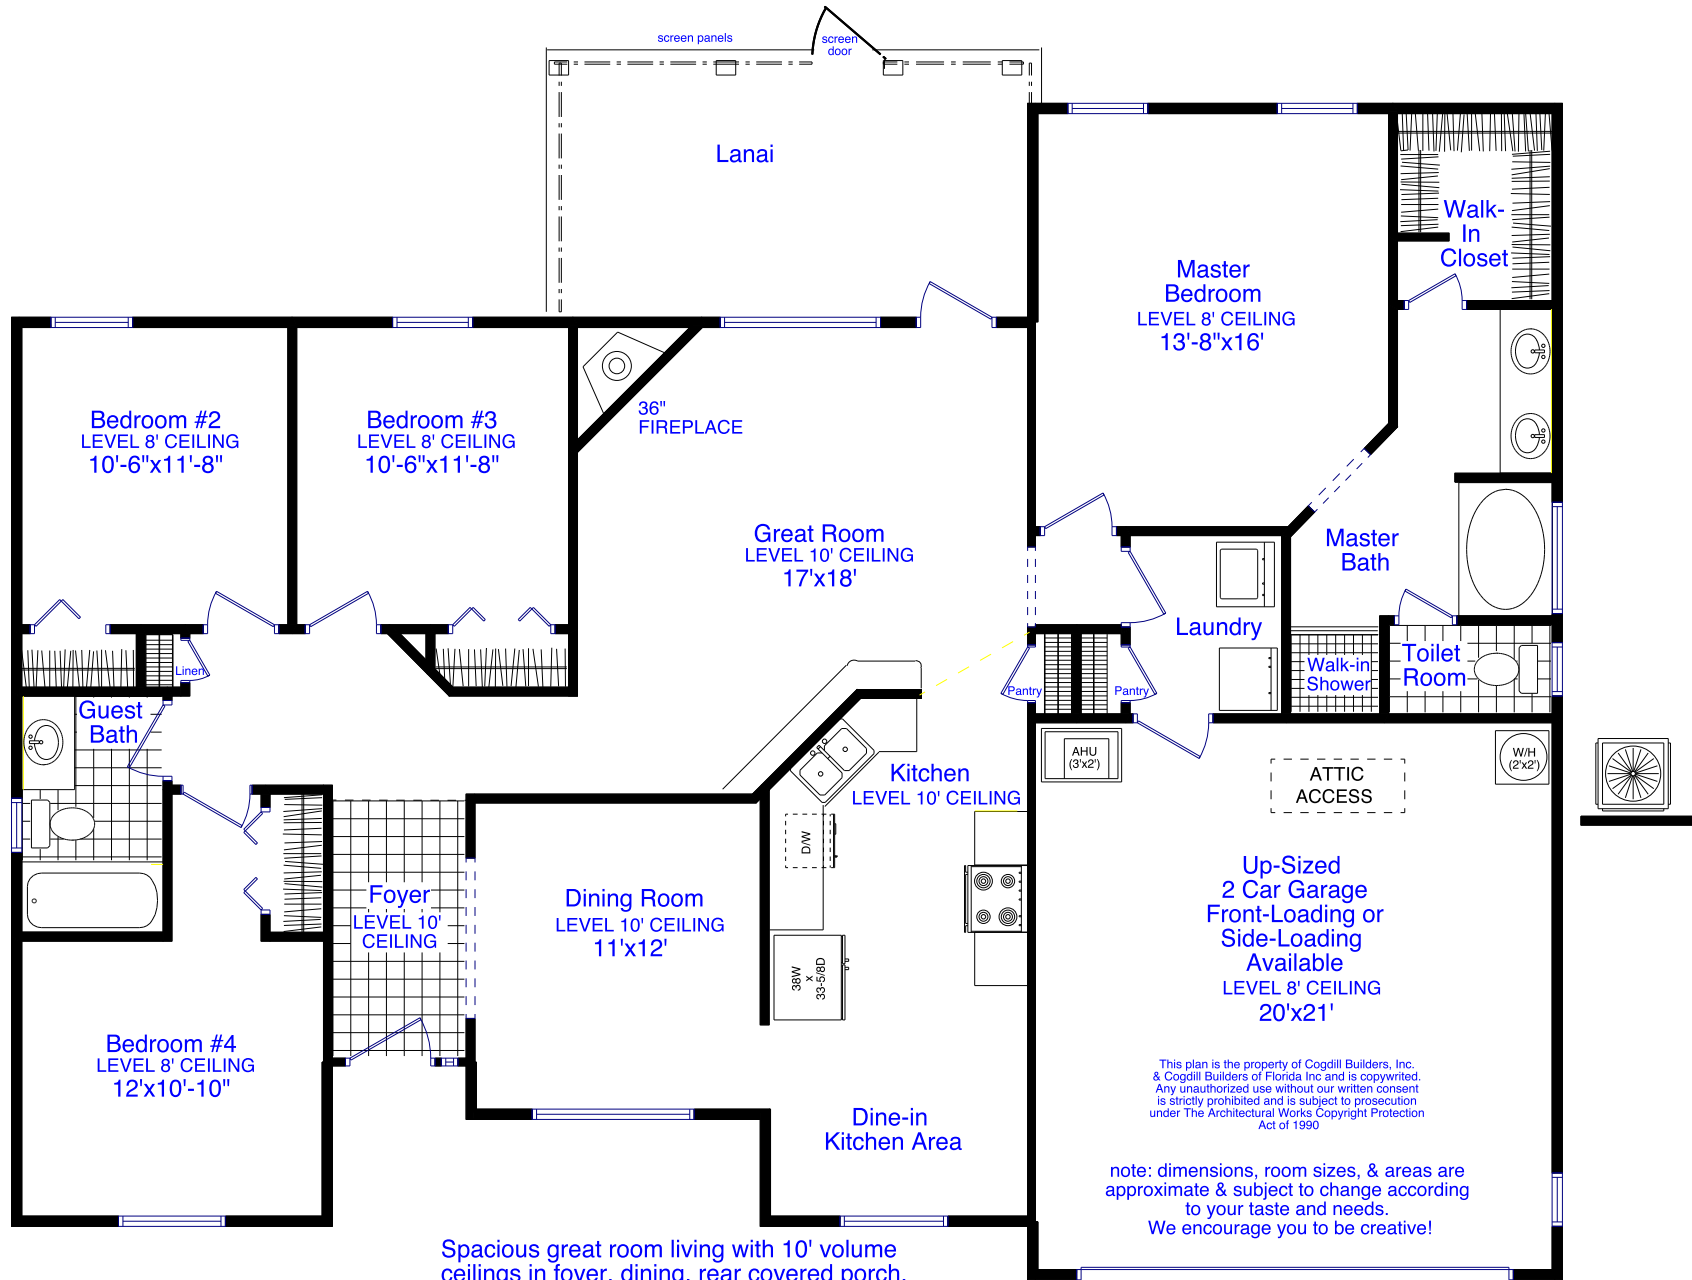 screen panels
screen
door
Lanai
Walk-
In
Closet
Master
Bedroom
LEVEL 8' CEILING
13'-8"x16'
Bedroom #2
LEVEL 8' CEILING
10'-6"x11'-8"
Bedroom #3
LEVEL 8' CEILING
10'-6"x11'-8"
36"
FIREPLACE
Great Room
LEVEL 10' CEILING
17'x18'
Master
Bath
Laundry
Linen
Pantry
Pantry
Walk-in
Shower
Toilet
Room
Guest
Bath
Kitchen
LEVEL 10' CEILING
AHU
(3'x2')
ATTIC
ACCESS
W/H
(2'x2')
D/W
Foyer
LEVEL 10'
CEILING
Dining Room
LEVEL 10' CEILING
11'x12'
38W
x
33-5/8D
Up-Sized
2 Car Garage
Front-Loading or
Side-Loading
Available
LEVEL 8' CEILING
20'x21'
Bedroom #4
LEVEL 8' CEILING
12'x10'-10"
This plan is the property of Cogdill Builders, Inc.
& Cogdill Builders of Florida Inc and is copywrited.
Any unauthorized use without our written consent
is strictly prohibited and is subject to prosecution
under The Architectural Works Copyright Protection
Act of 1990
Dine-in
Kitchen Area
note: dimensions, room sizes, & areas are
approximate & subject to change according
to your taste and needs.
We encourage you to be creative!
Spacious great room living with 10' volume
ceilings in foyer, dining, rear covered porch,